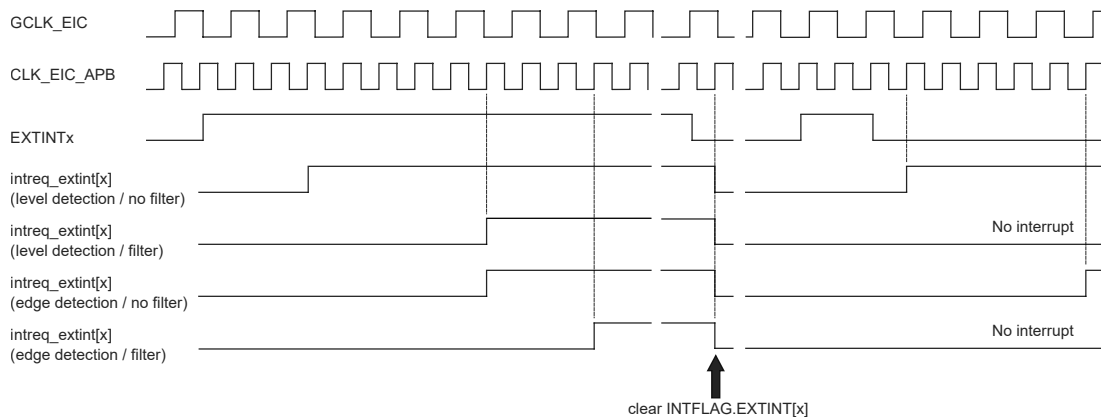 GCLK_EIC
CLK_EIC_APB
EXTINTx
intreq_extint[x]
(level detection / no filter)
intreq_extint[x]
(level detection / filter)
No interrupt
intreq_extint[x]
(edge detection / no filter)
intreq_extint[x]
(edge detection / filter)
No interrupt
clear INTFLAG.EXTINT[x]